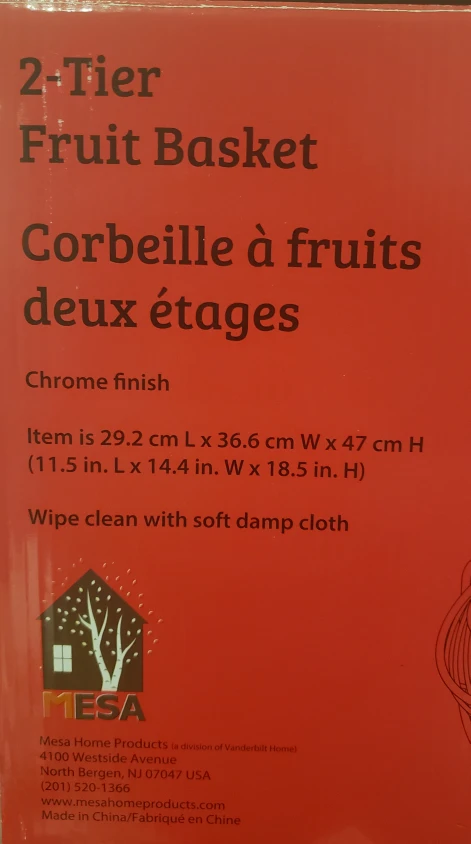 2-Tier
Fruit Basket
Corbeille à fruits
deux étages
Chrome finish
Item is 29.2 cm L x 36.6 cm W x 47 cm H
(11.5 in. L x 14.4 in. W x 18.5 in. H)
Wipe clean with soft damp cloth
MESA
Mesa Home Products (a division of Vanderbilt Home)
4100 Westside Avenue
North Bergen, NJ 07047 USA
(201) 520-1366
www.mesahomeproducts.com
Made in China/Fabriqué en Chine